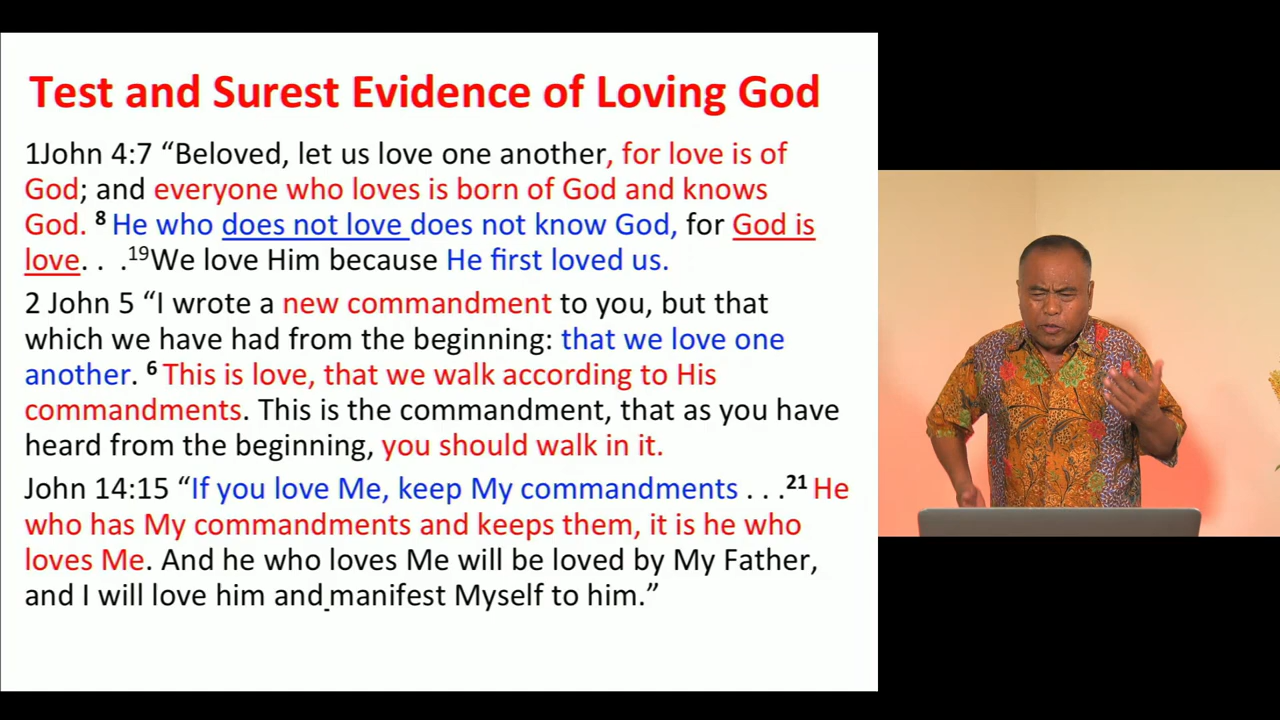 Test and Surest Evidence of Loving God
1John 4:7 “Beloved, let us love one another, for love is of
God; and everyone who loves is born of God and knows
God. 8 He who does not love does not know God, for God is
love. . .19We love Him because He first loved us.
2 John 5 “I wrote a new commandment to you, but that
which we have had from the beginning: that we love one
another. 6 This is love, that we walk according to His
commandments. This is the commandment, that as you have
heard from the beginning, you should walk in it.
John 14:15 “If you love Me, keep My commandments . . .21 He
who has My commandments and keeps them, it is he who
loves Me. And he who loves Me will be loved by My Father,
and I will love him and manifest Myself to him.”